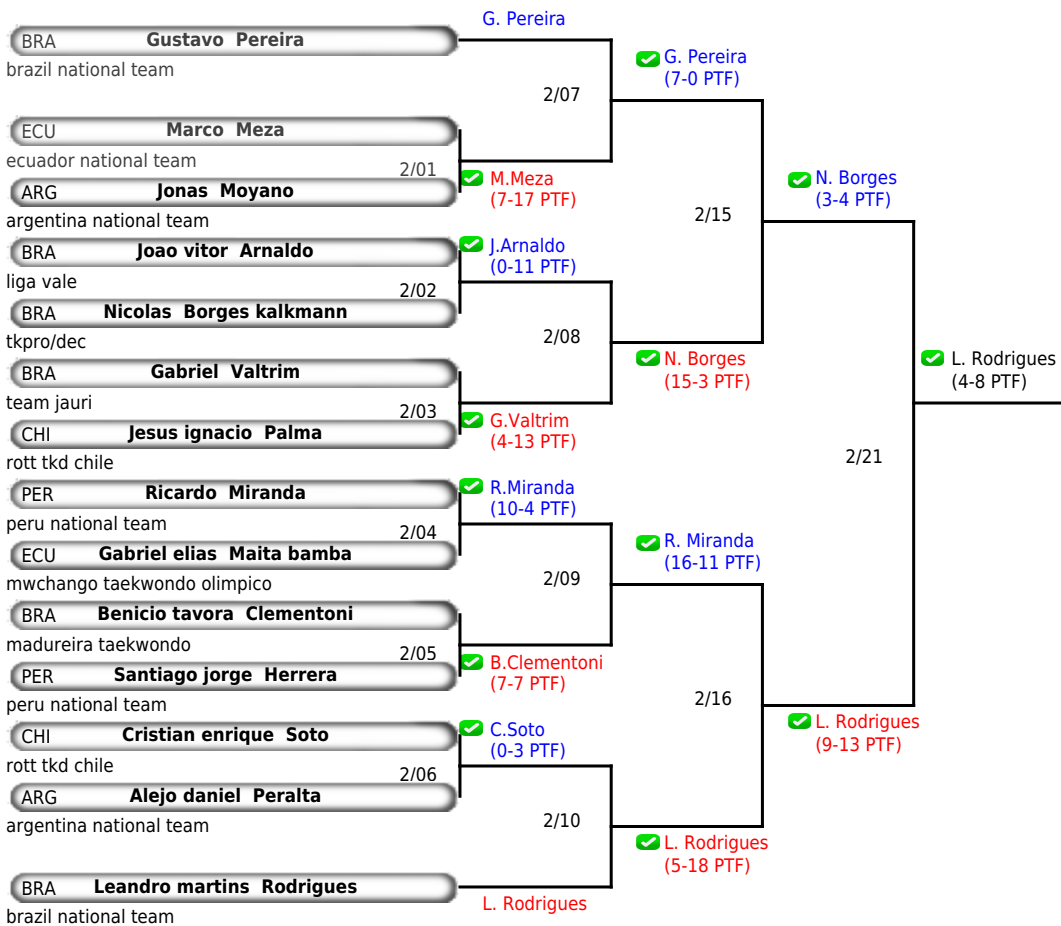 G. Pereira
BRA Gustavo Pereira
brazil national team
G. Pereira
(7-0 PTF)
2/07
ECU Marco Meza
ecuador national team
2/01
M.Meza
(7-17 PTF)
ARG Jonas Moyano
argentina national team
N. Borges
(3-4 PTF)
2/15
BRA Joao vitor Arnaldo
liga vale
J.Arnaldo
(0-11 PTF)
2/02
BRA Nicolas Borges kalkmann
tkpro/dec
2/08
N. Borges
(15-3 PTF)
BRA Gabriel Valtrim
team jauri
2/03
G.Valtrim
(4-13 PTF)
CHI Jesus ignacio Palma
rott tkd chile
L. Rodrigues
(4-8 PTF)
2/21
PER Ricardo Miranda
peru national team
R.Miranda
(10-4 PTF)
2/04
ECU Gabriel elias Maita bamba
mwchango taekwondo olimpico
R. Miranda
(16-11 PTF)
2/09
BRA Benicio tavora Clementoni
madureira taekwondo
2/05
B.Clementoni
(7-7 PTF)
PER Santiago jorge Herrera
peru national team
2/16
L. Rodrigues
(9-13 PTF)
CHI Cristian enrique Soto
rott tkd chile
C.Soto
(0-3 PTF)
2/06
ARG Alejo daniel Peralta
argentina national team
2/10
L. Rodrigues
(5-18 PTF)
BRA Leandro martins Rodrigues
brazil national team
L. Rodrigues